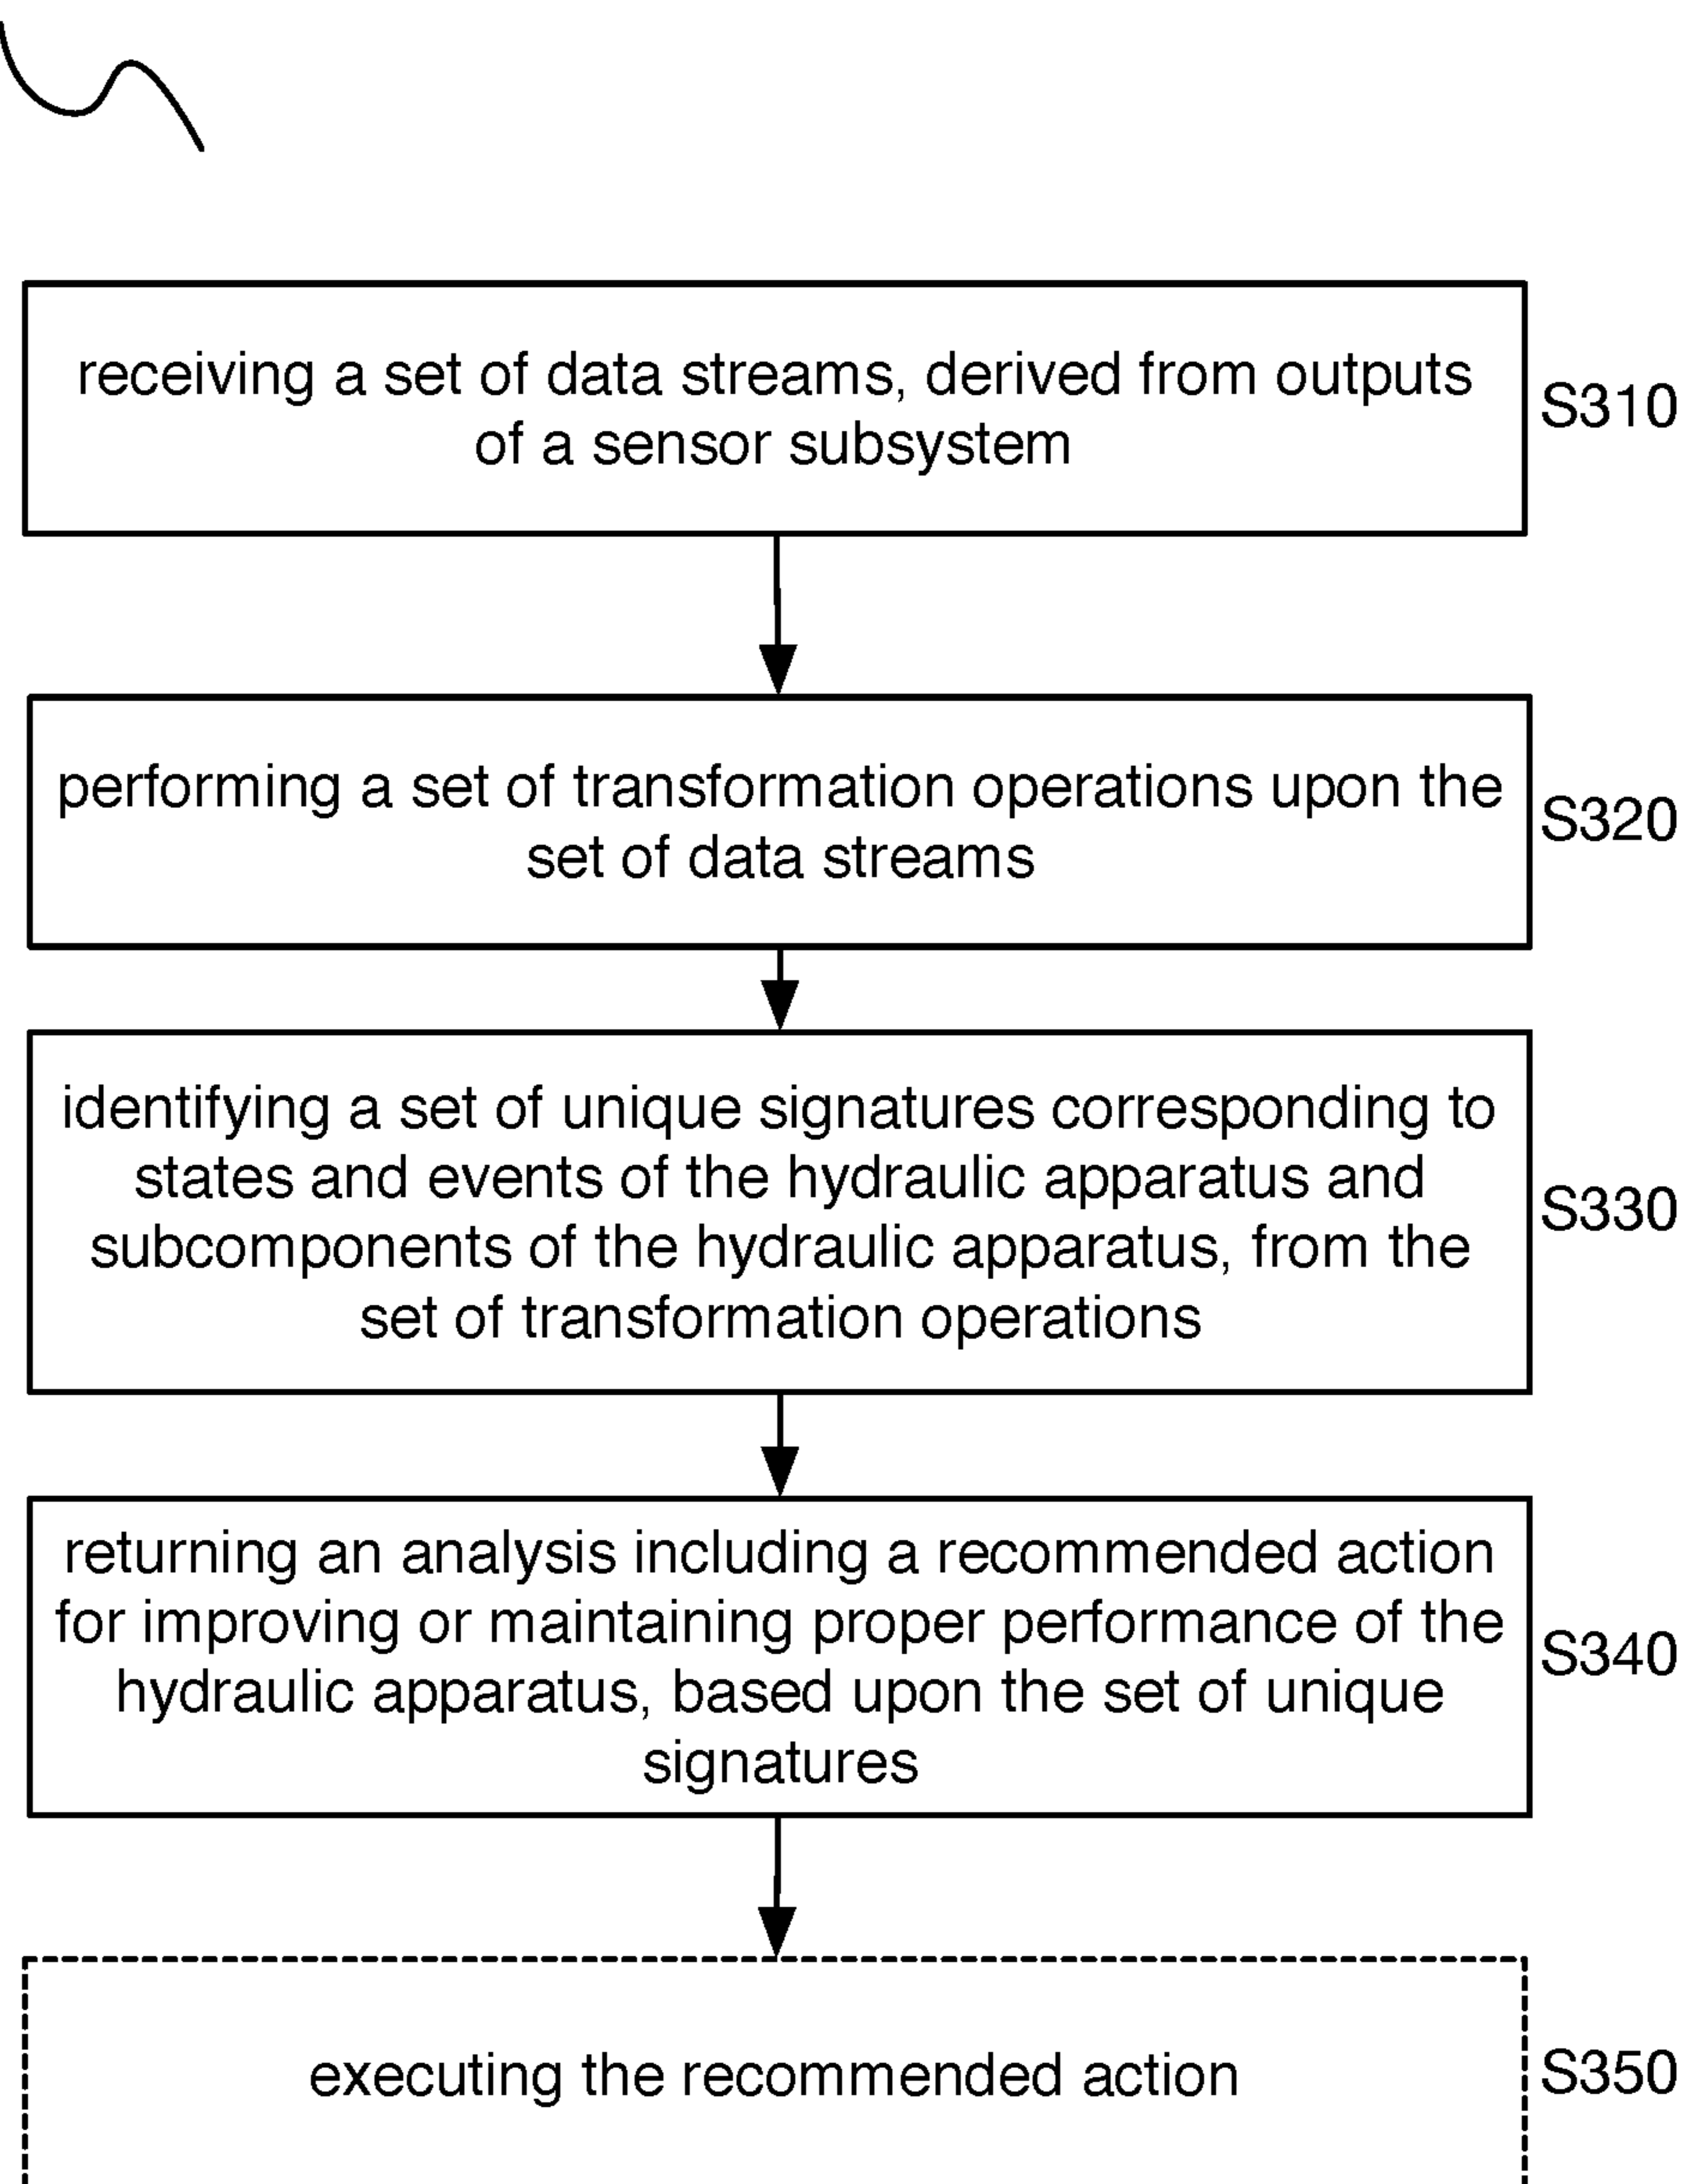 receiving a set of data streams, derived from outputs
of a sensor subsystem
S310
performing a set of transformation operations upon the
set of data streams
S320
identifying a set of unique signatures corresponding to
states and events of the hydraulic apparatus and
subcomponents of the hydraulic apparatus, from the
set of transformation operations
S330
returning an analysis including a recommended action
for improving or maintaining proper performance of the
hydraulic apparatus, based upon the set of unique
signatures
S340
executing the recommended action
S350